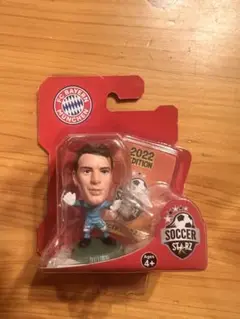 FC BAYERN
MÜNCHEN
2022
EDITION
SOCCER
STARZ
Ages
4+